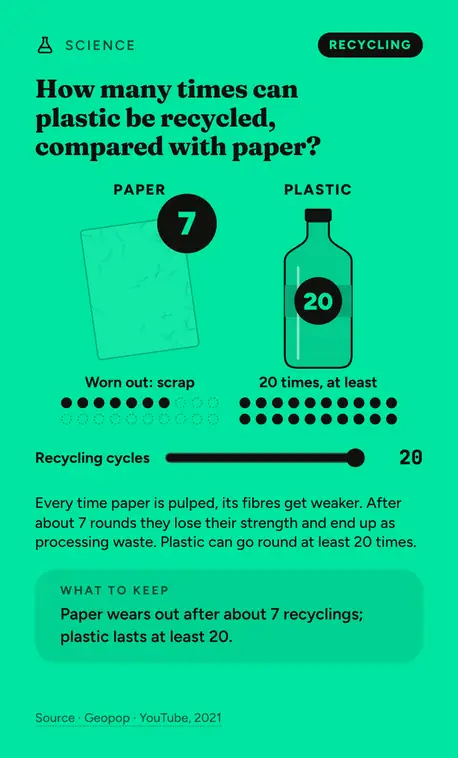 SCIENCE
RECYCLING
How many times can
plastic be recycled,
compared with paper?
PAPER
PLASTIC
7
20
Worn out: scrap
20 times, at least
Recycling cycles
20
Every time paper is pulped, its fibres get weaker. After
about 7 rounds they lose their strength and end up as
processing waste. Plastic can go round at least 20 times.
WHAT TO KEEP
Paper wears out after about 7 recyclings;
plastic lasts at least 20.
Source · Geopop · YouTube, 2021